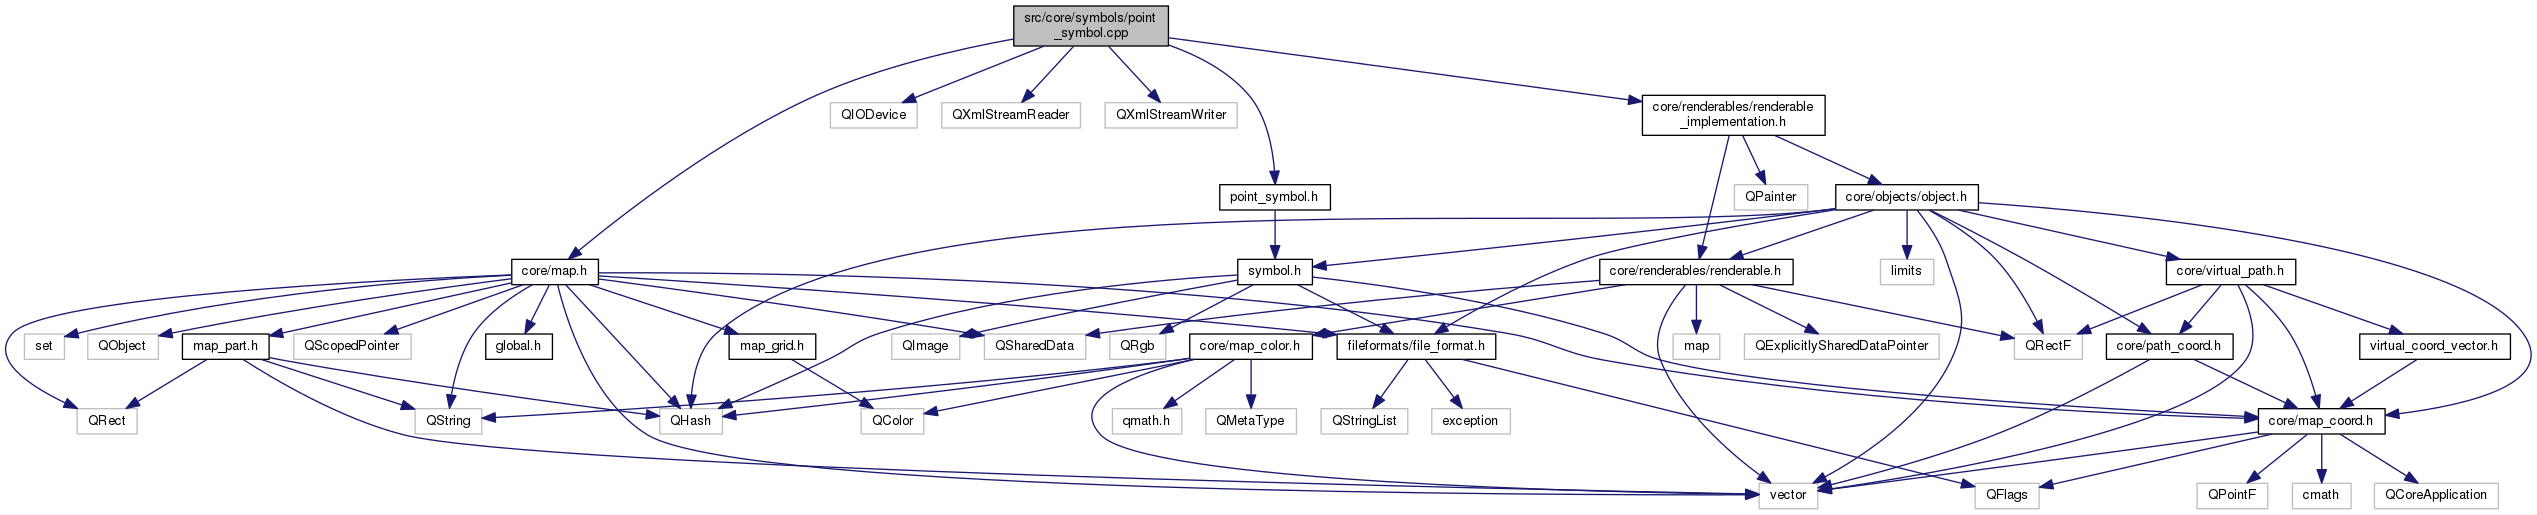 src/core/symbols/point
_symbol.cpp
QIODevice
QXmlStreamReader
QXmlStreamWriter
core/renderables/renderable
_implementation.h
point_symbol.h
QPainter
core/objects/object.h
core/map.h
symbol.h
core/renderables/renderable.h
limits
core/virtual_path.h
set
QObject
map_part.h
QScopedPointer
global.h
map_grid.h
QImage
QSharedData
QRgb
core/map_color.h
fileformats/file_format.h
map
QExplicitlySharedDataPointer
QRectF
core/path_coord.h
virtual_coord_vector.h
QRect
QString
QHash
QColor
qmath.h
QMetaType
QStringList
exception
core/map_coord.h
vector
QFlags
QPointF
cmath
QCoreApplication